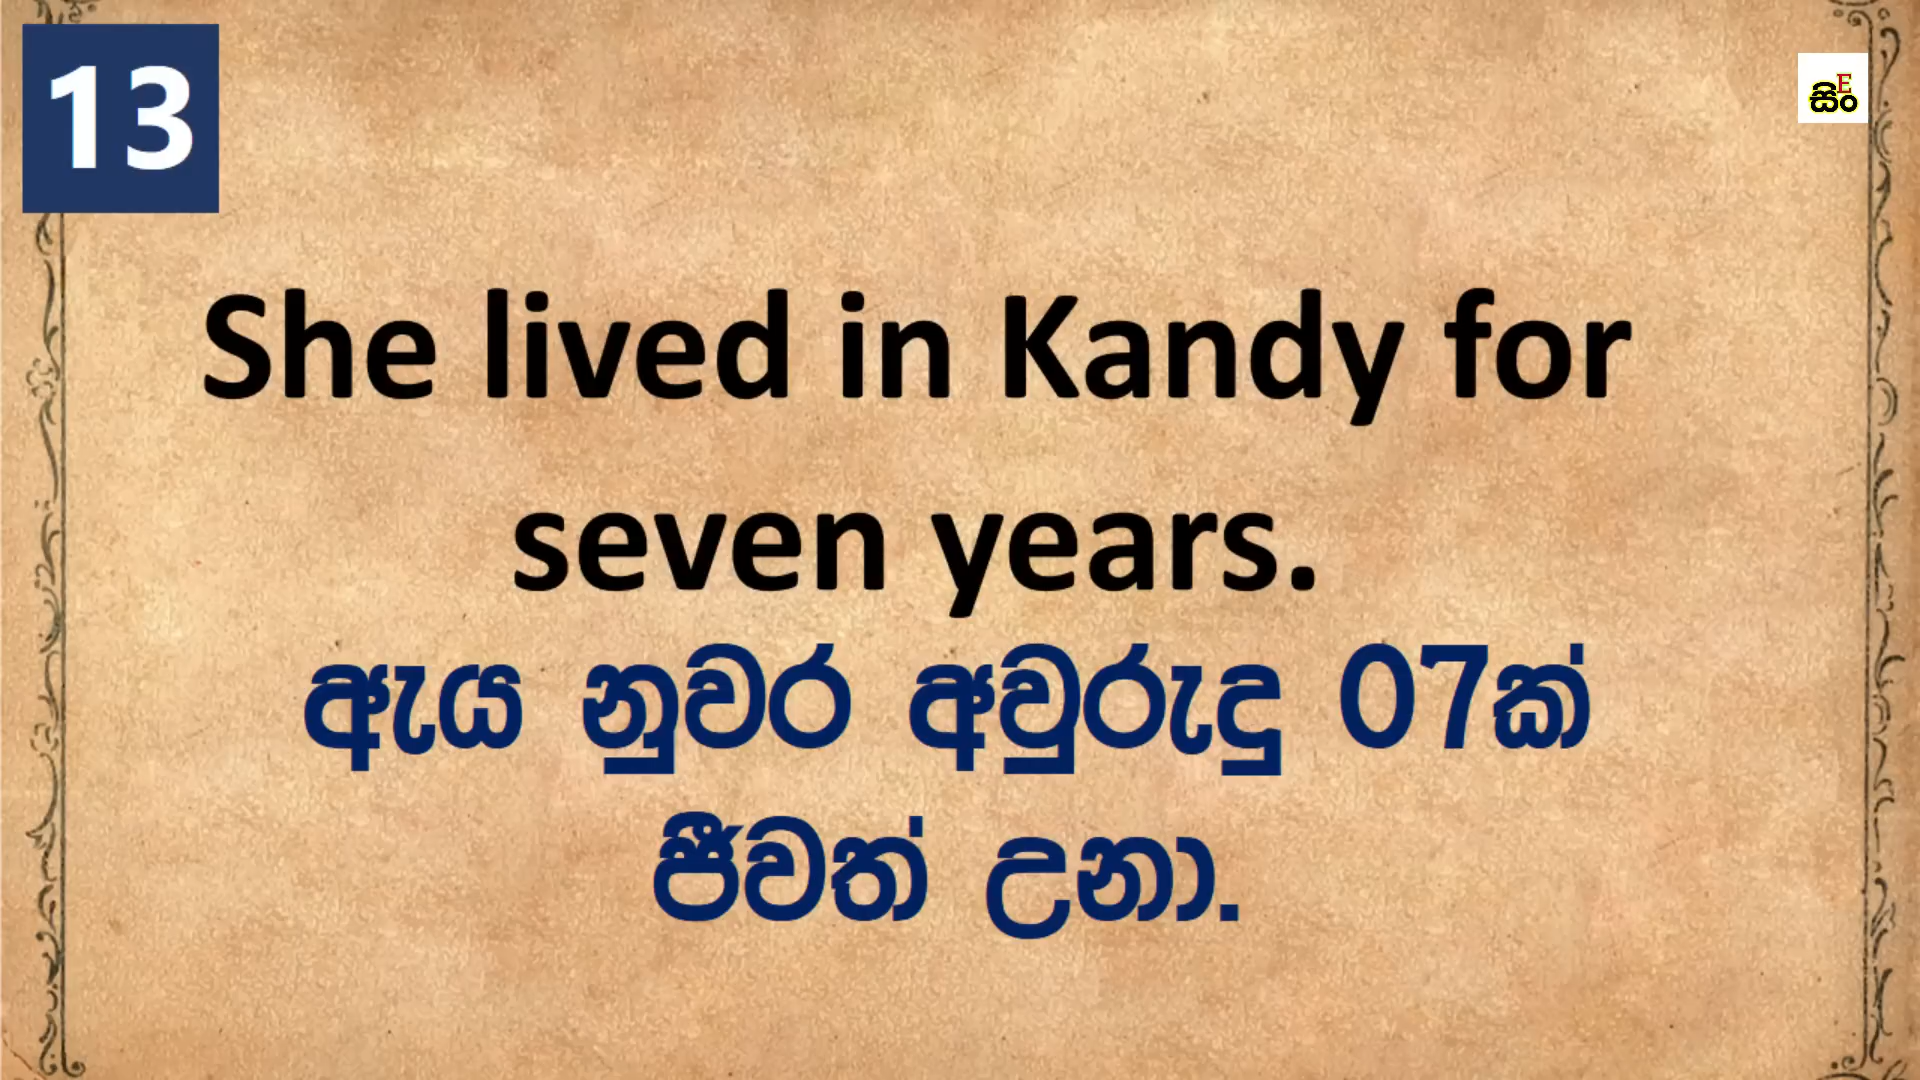 13
E
සිං
She lived in Kandy for
seven years.
ඇය නුවර අවුරුදු 07ක්
ජීවත් උනා.